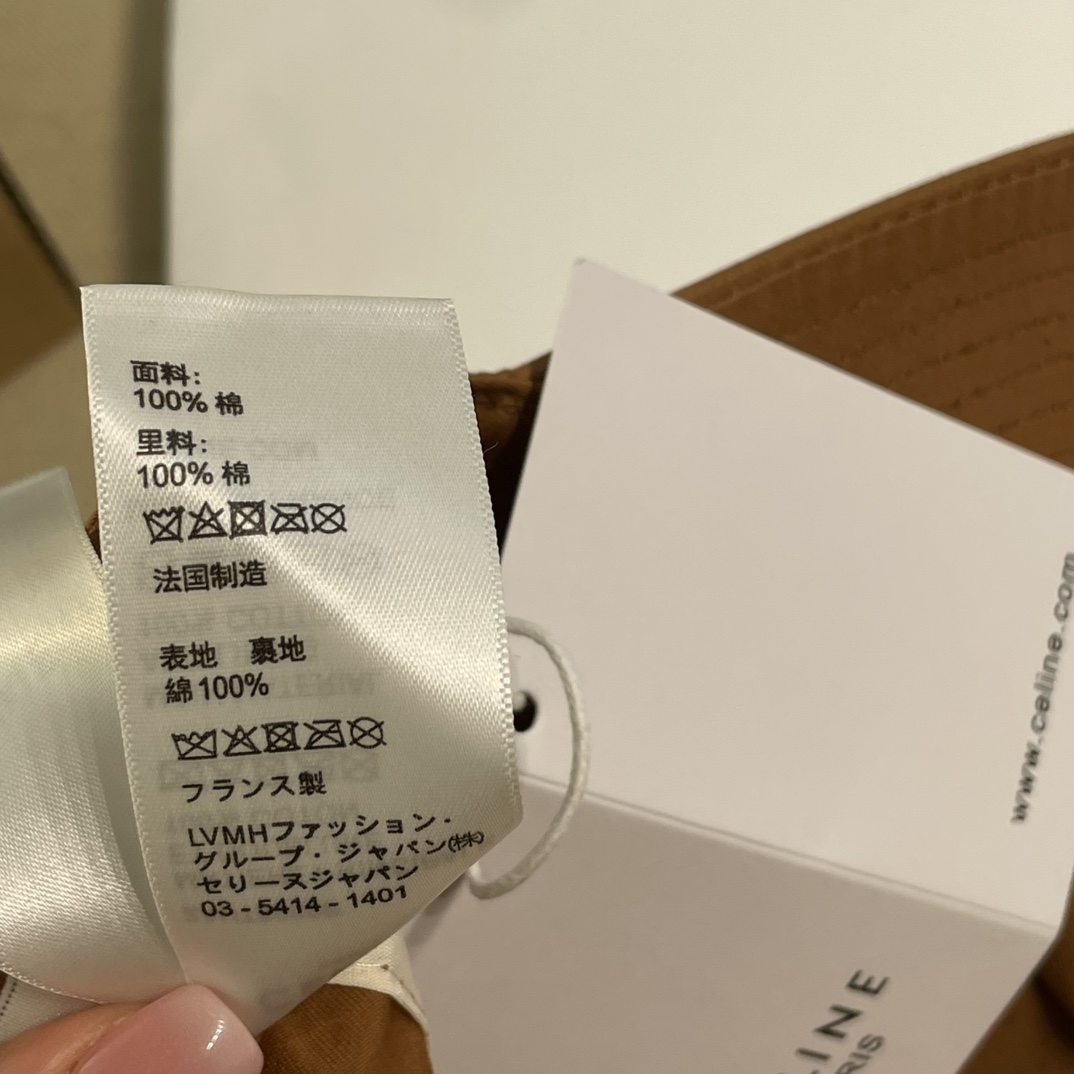 面料:
100% 棉
里料:
100% 棉
法国制造
表地 裏地
綿100%
フランス製
LVMHファッション・
グループ・ジャパン(株)
セリーヌジャパン
03-5414-1401
www.celine.com